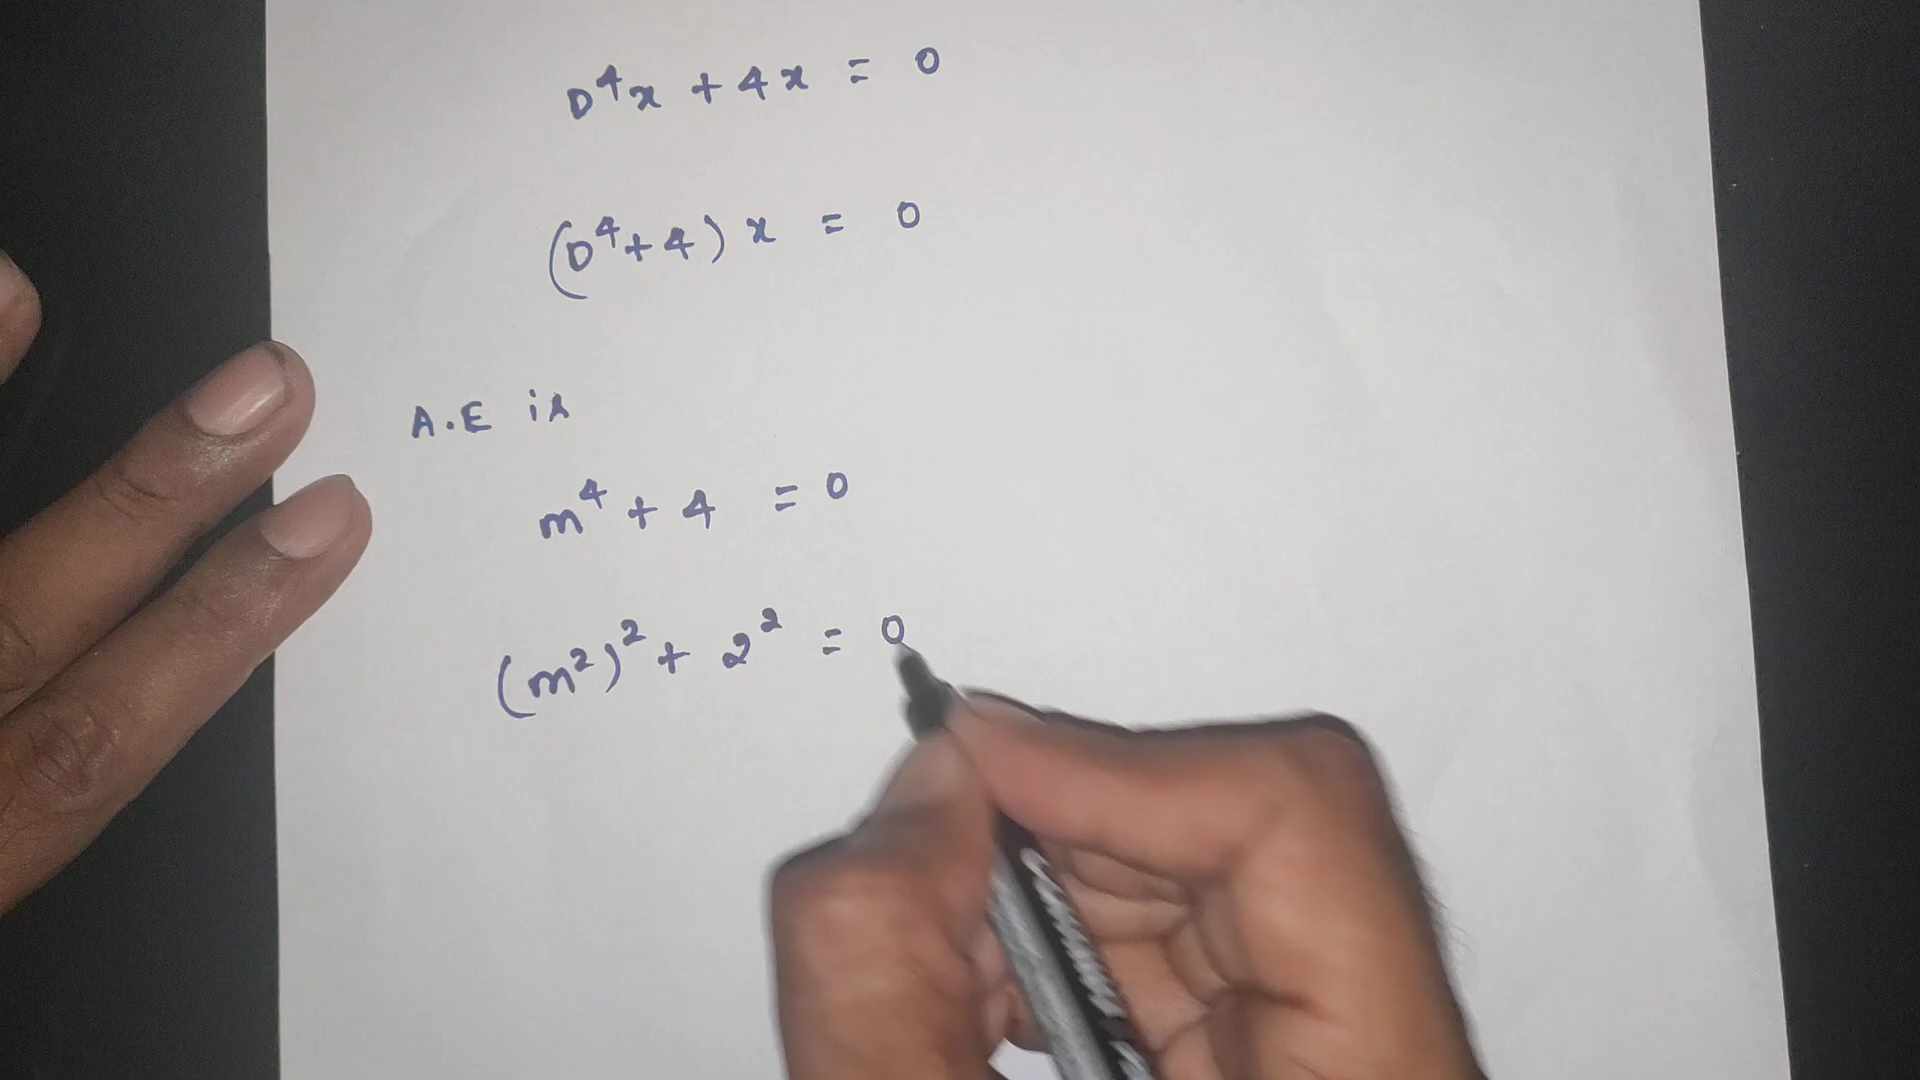 D⁴x + 4x = 0
(D⁴+4) x = 0
A.E is
m⁴ + 4 = 0
(m²)² + 2² = 0